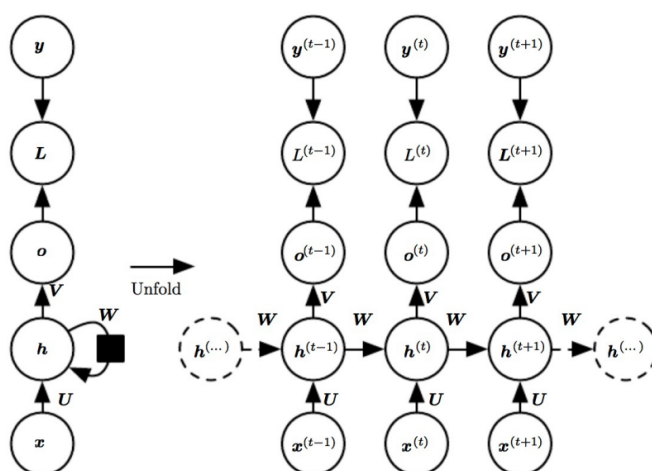 y y^(t−1) y^(t) y^(t+1)
L L^(t−1) L^(t) L^(t+1)
o o^(t−1) o^(t) o^(t+1)
Unfold
V V V V
W W W W W
h h^(...) h^(t−1) h^(t) h^(t+1) h^(...)
U U U U
x x^(t−1) x^(t) x^(t+1)